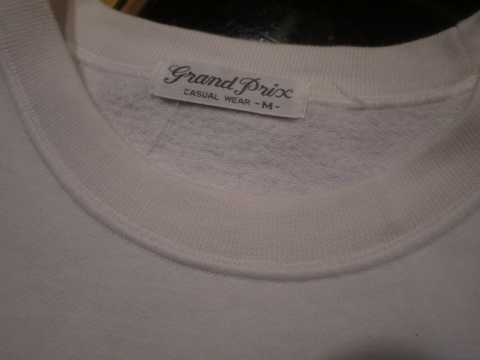 Grand Prix
CASUAL WEAR -M-